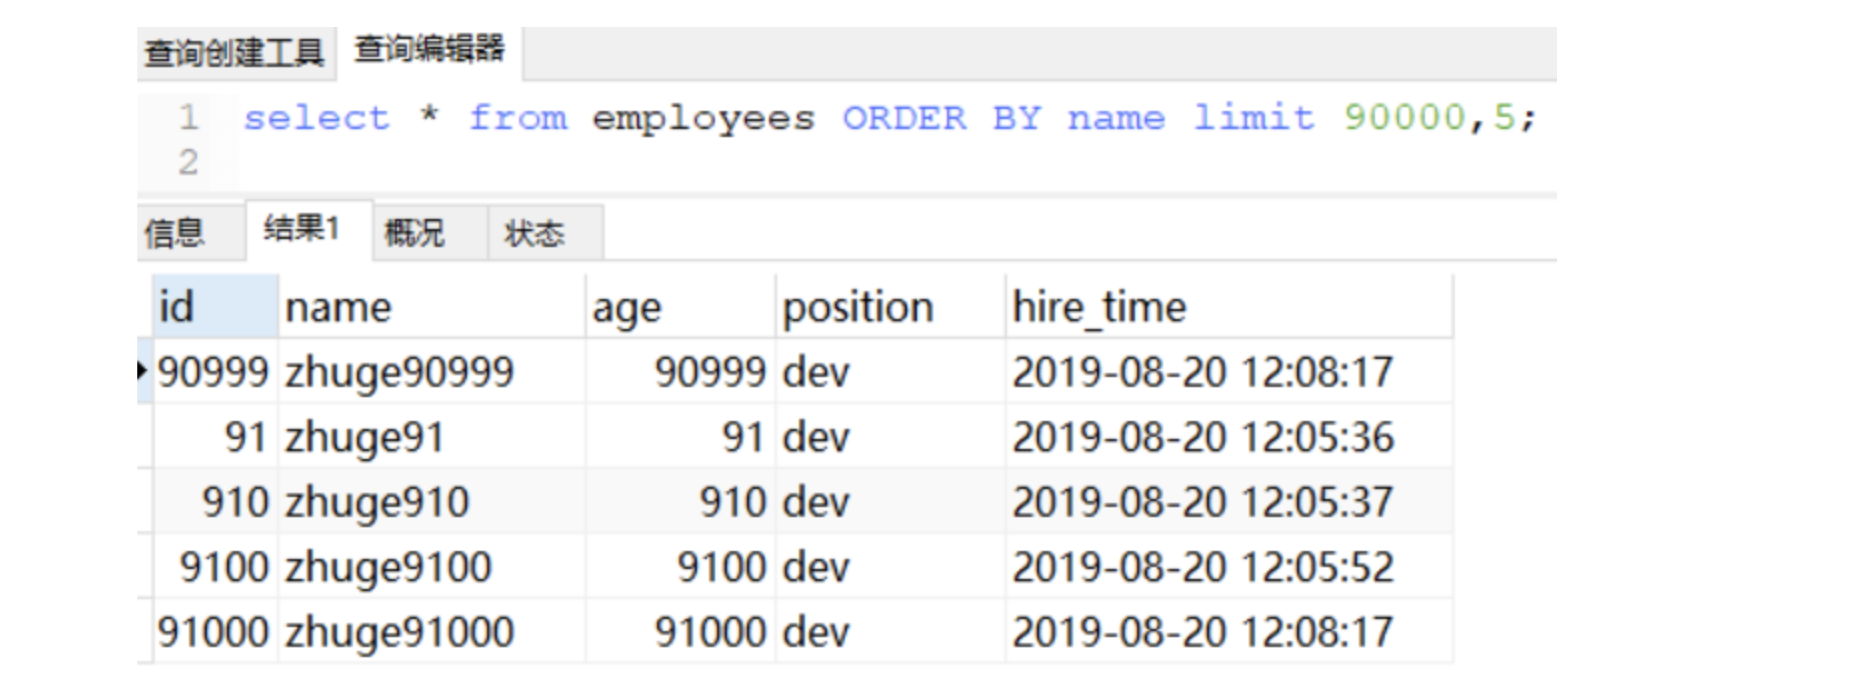 查询创建工具 查询编辑器
1 select * from employees ORDER BY name limit 90000,5;
2
信息 结果1 概况 状态
id name age position hire_time
90999 zhuge90999 90999 dev 2019-08-20 12:08:17
91 zhuge91 91 dev 2019-08-20 12:05:36
910 zhuge910 910 dev 2019-08-20 12:05:37
9100 zhuge9100 9100 dev 2019-08-20 12:05:52
91000 zhuge91000 91000 dev 2019-08-20 12:08:17